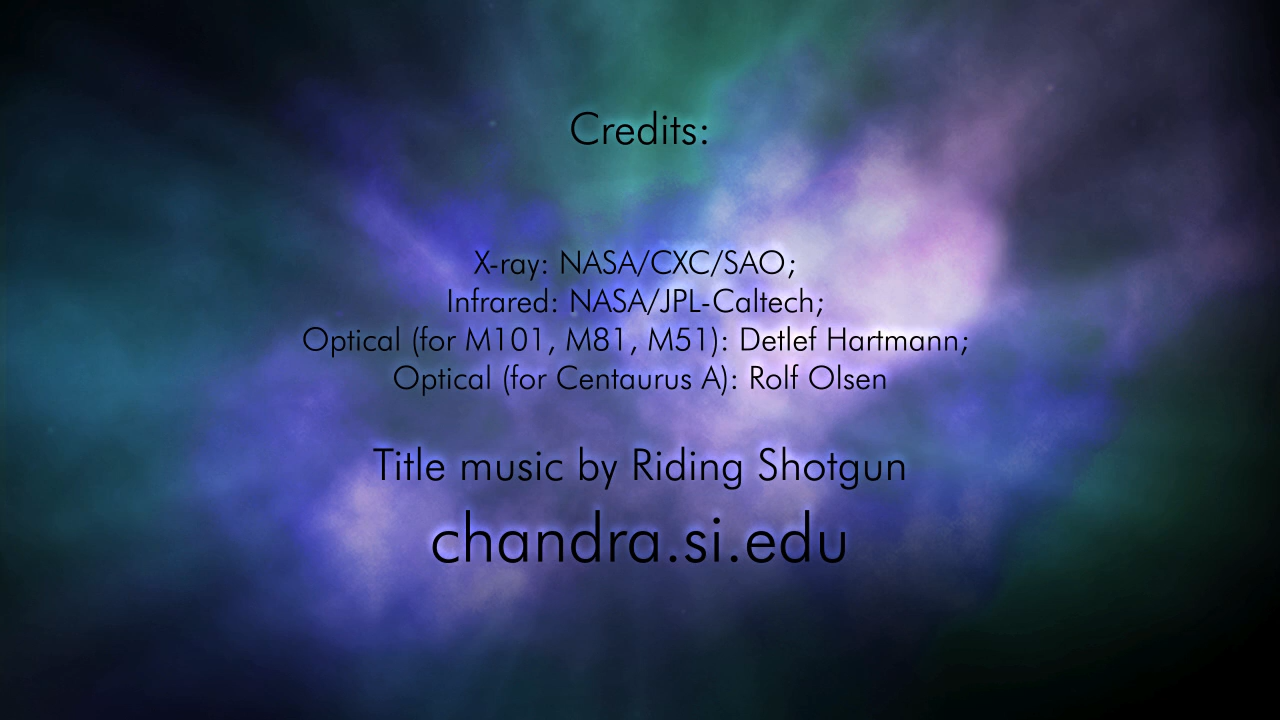 Credits:
X-ray: NASA/CXC/SAO;
Infrared: NASA/JPL-Caltech;
Optical (for M101, M81, M51): Detlef Hartmann;
Optical (for Centaurus A): Rolf Olsen
Title music by Riding Shotgun
chandra.si.edu